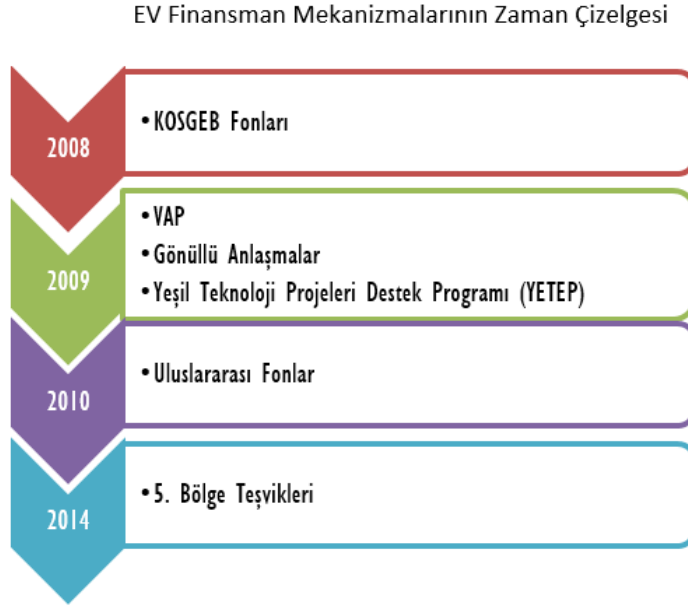 EV Finansman Mekanizmalarının Zaman Çizelgesi
2008
• KOSGEB Fonları
2009
• VAP
• Gönüllü Anlaşmalar
• Yeşil Teknoloji Projeleri Destek Programı (YETEP)
2010
• Uluslararası Fonlar
2014
• 5. Bölge Teşvikleri